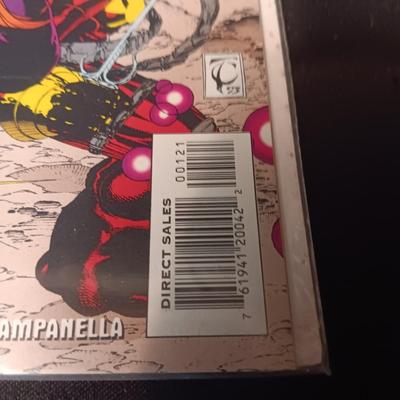 DIRECT SALES
00121
7 61941 20042 2
AMPANELLA